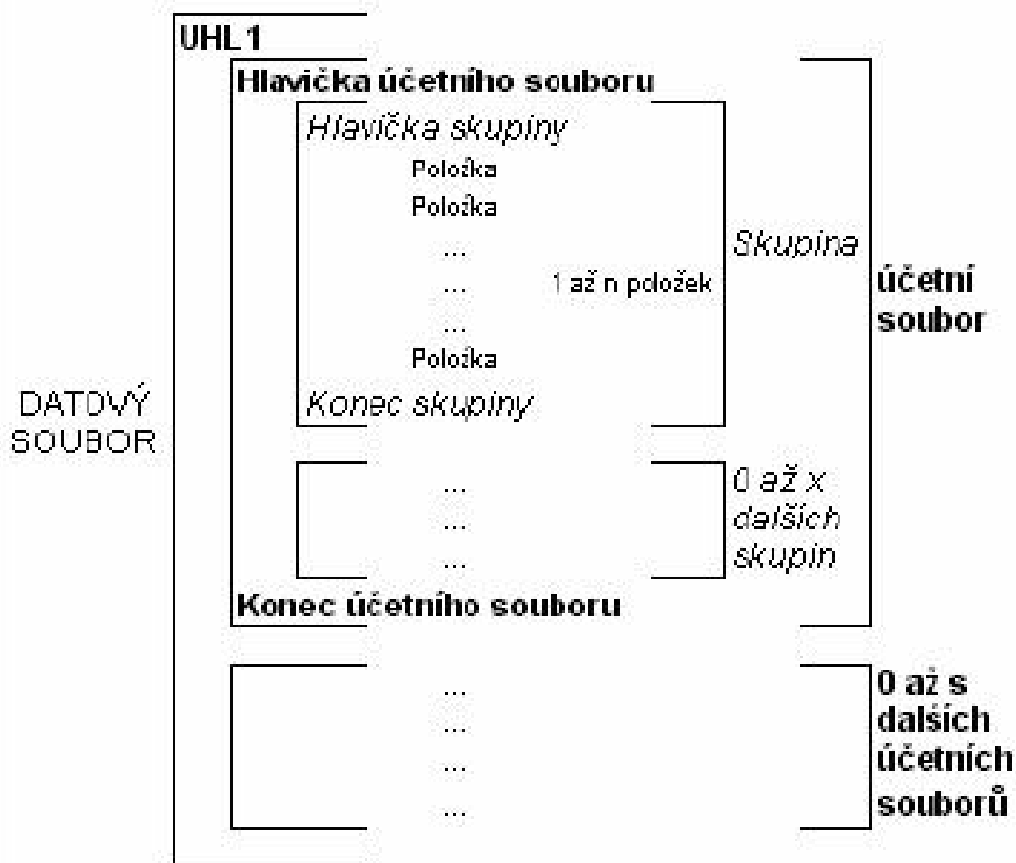 UHL1
Hlavička účetního souboru
Hlavička skupiny
Položka
Položka
...
...
1 až n položek
...
Položka
Konec skupiny
Skupina
účetní
soubor
DATOVÝ
SOUBOR
...
...
...
0 až x
dalších
skupin
Konec účetního souboru
...
...
...
...
0 až s
dalších
účetních
souborů